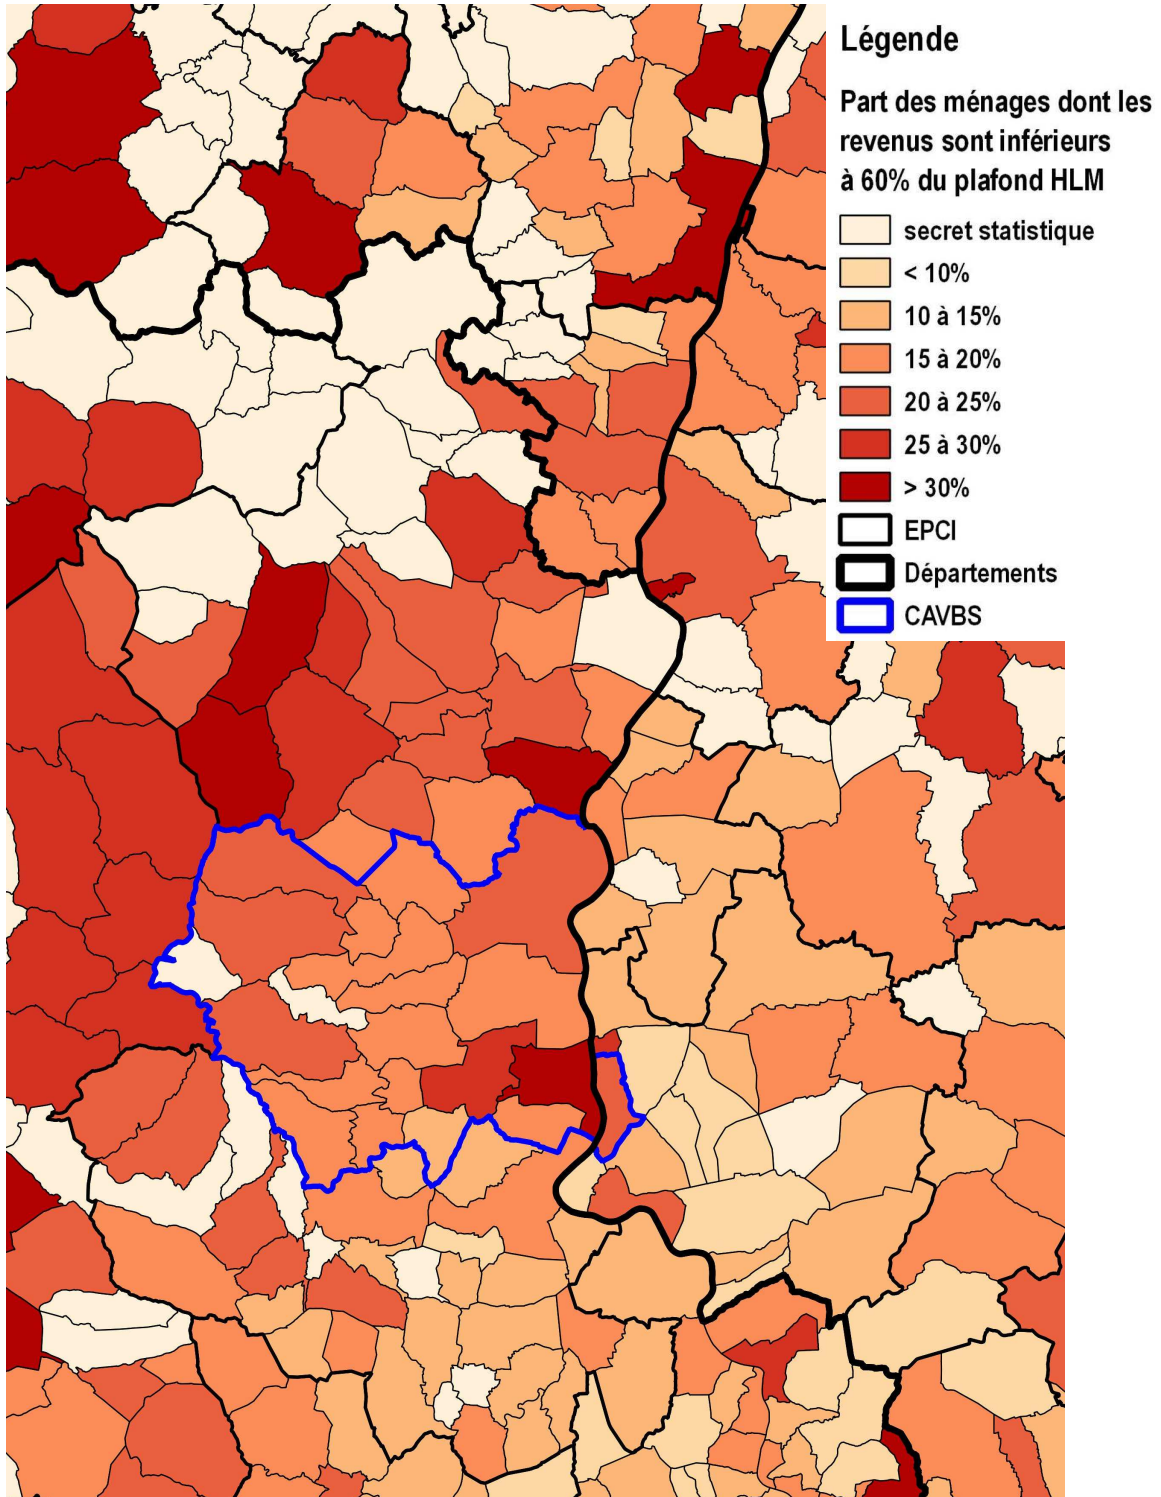 Légende
Part des ménages dont les
revenus sont inférieurs
à 60% du plafond HLM
secret statistique
< 10%
10 à 15%
15 à 20%
20 à 25%
25 à 30%
> 30%
EPCI
Départements
CAVBS